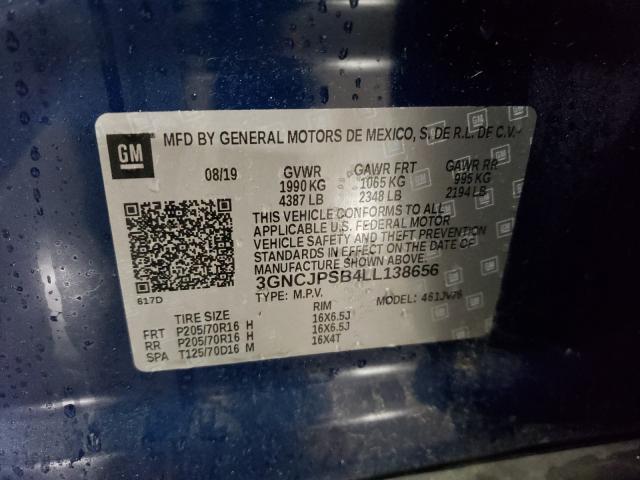 GM MFD BY GENERAL MOTORS DE MEXICO, S. DE R.L. DE C.V.
08/19 GVWR GAWR FRT GAWR RR
1990 KG 1065 KG 995 KG
4387 LB 2348 LB 2194 LB
THIS VEHICLE CONFORMS TO ALL
APPLICABLE U.S. FEDERAL MOTOR
VEHICLE SAFETY AND THEFT PREVENTION
STANDARDS IN EFFECT ON THE DATE OF
MANUFACTURE SHOWN ABOVE.
3GNCJPSB4LL138656
617D TYPE: M.P.V. MODEL: 461JV76
TIRE SIZE RIM
FRT P205/70R16 H 16X6.5J
RR P205/70R16 H 16X6.5J
SPA T125/70D16 M 16X4T